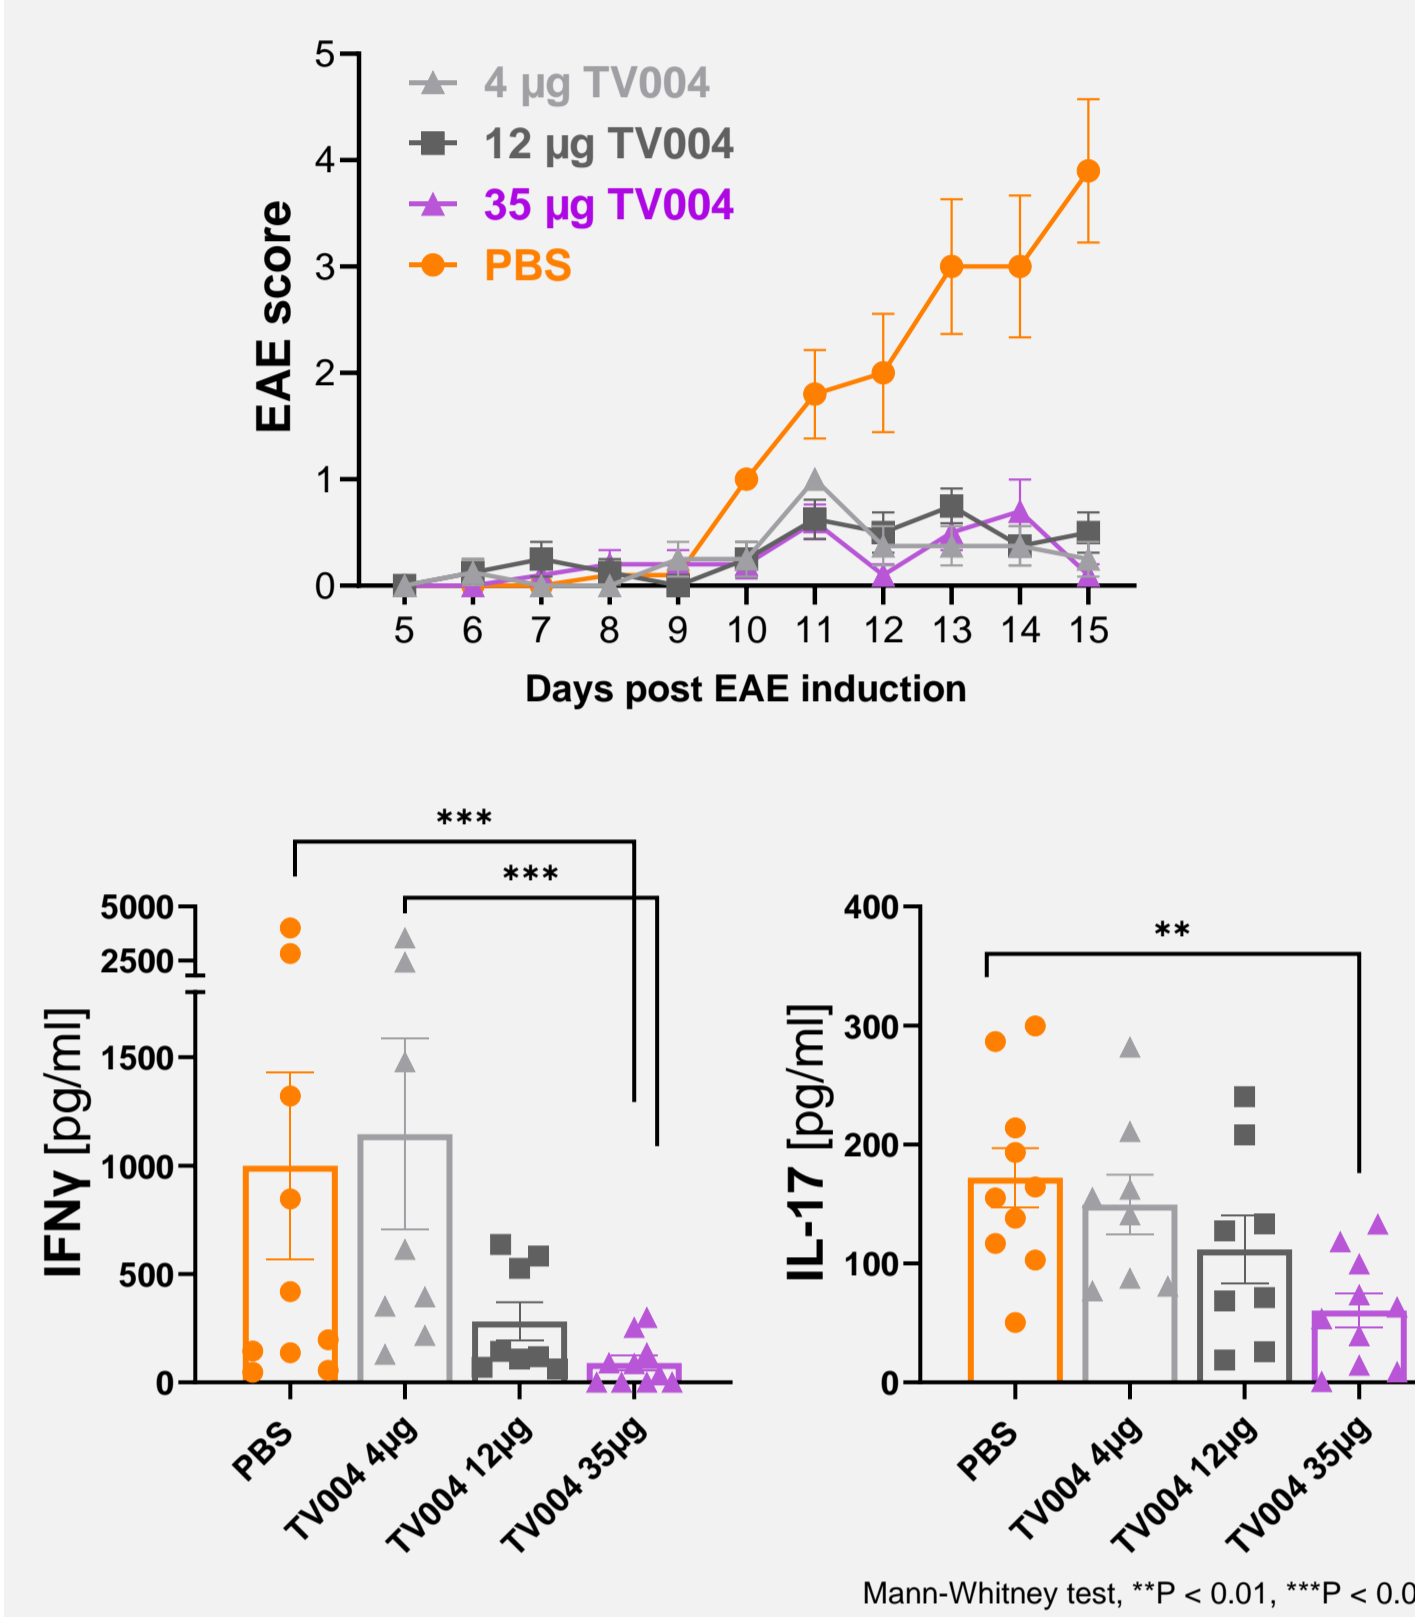 5
4
3
2
1
0
EAE score
4 µg TV004
12 µg TV004
35 µg TV004
PBS
5 6 7 8 9 10 11 12 13 14 15
Days post EAE induction
***
***
5000
2500
1500
1000
500
0
IFNγ [pg/ml]
PBS
TV004 4µg
TV004 12µg
TV004 35µg
**
400
300
200
100
0
IL-17 [pg/ml]
PBS
TV004 4µg
TV004 12µg
TV004 35µg
Mann-Whitney test, **P < 0.01, ***P < 0.0